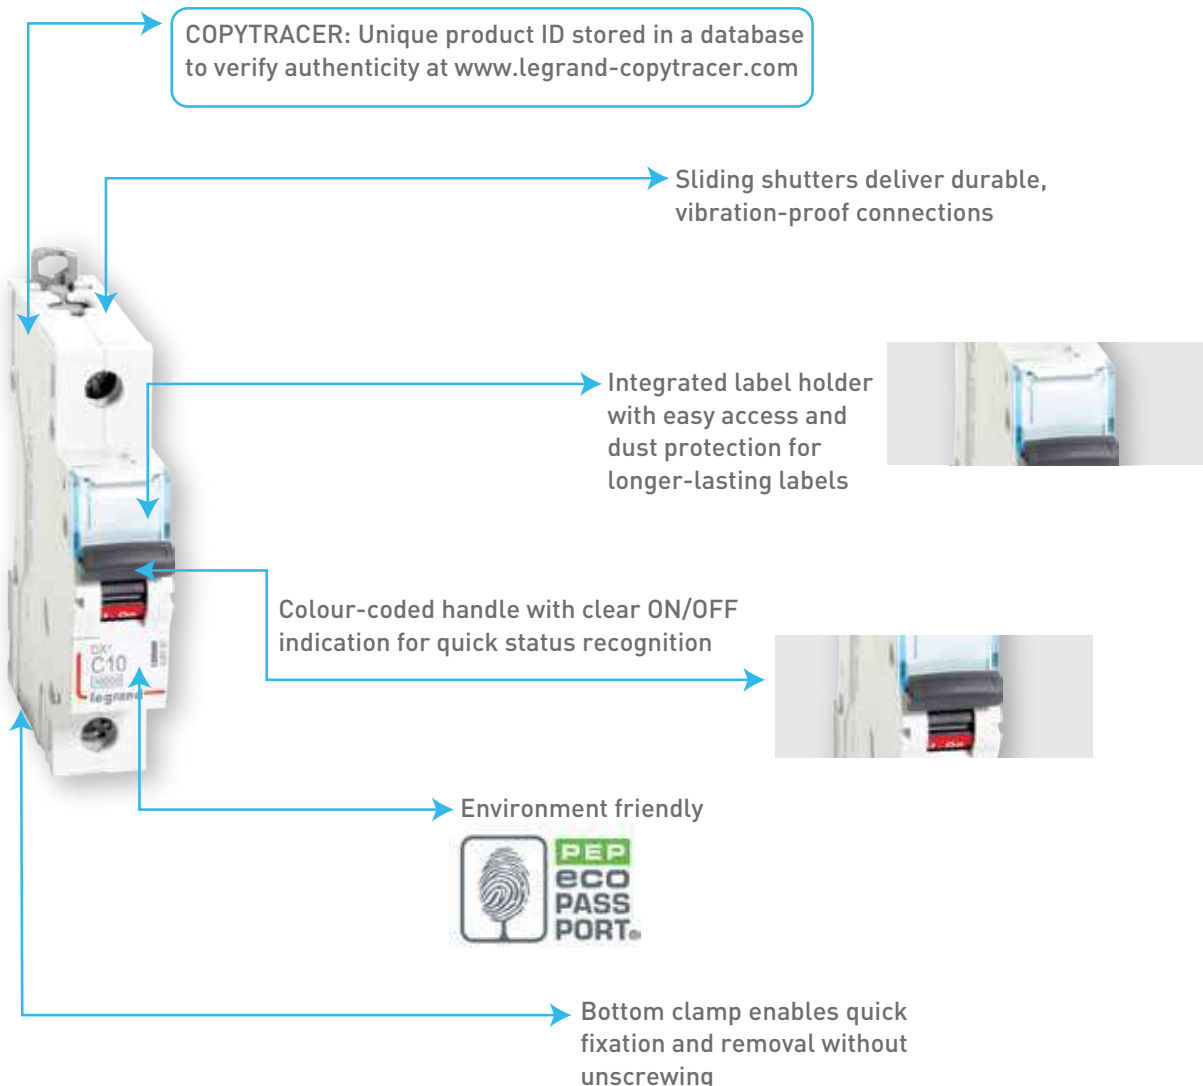 COPYTRACER: Unique product ID stored in a database
to verify authenticity at www.legrand-copytracer.com
Sliding shutters deliver durable,
vibration-proof connections
Integrated label holder
with easy access and
dust protection for
longer-lasting labels
Colour-coded handle with clear ON/OFF
indication for quick status recognition
DX³
C10
legrand
Environment friendly
PEP
eco
PASS
PORT®
Bottom clamp enables quick
fixation and removal without
unscrewing